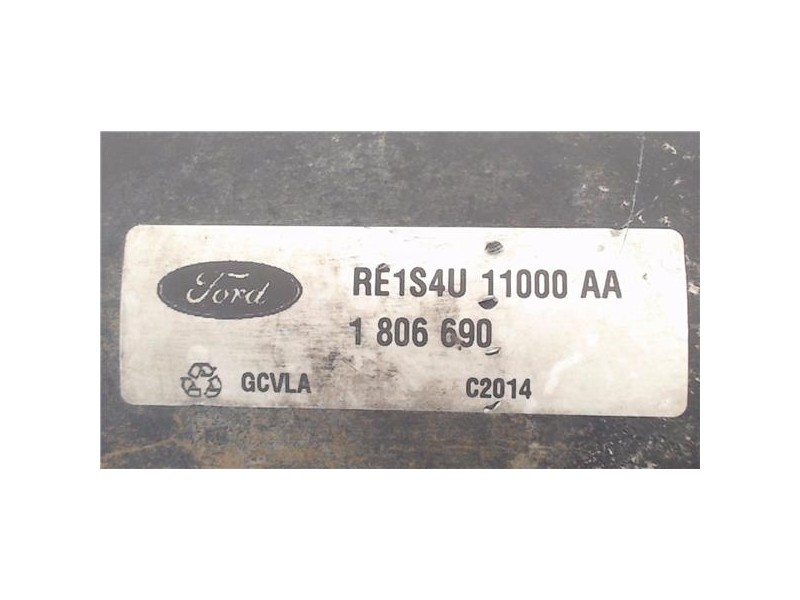 Ford
RE1S4U 11000 AA
1 806 690
GCVLA C2014